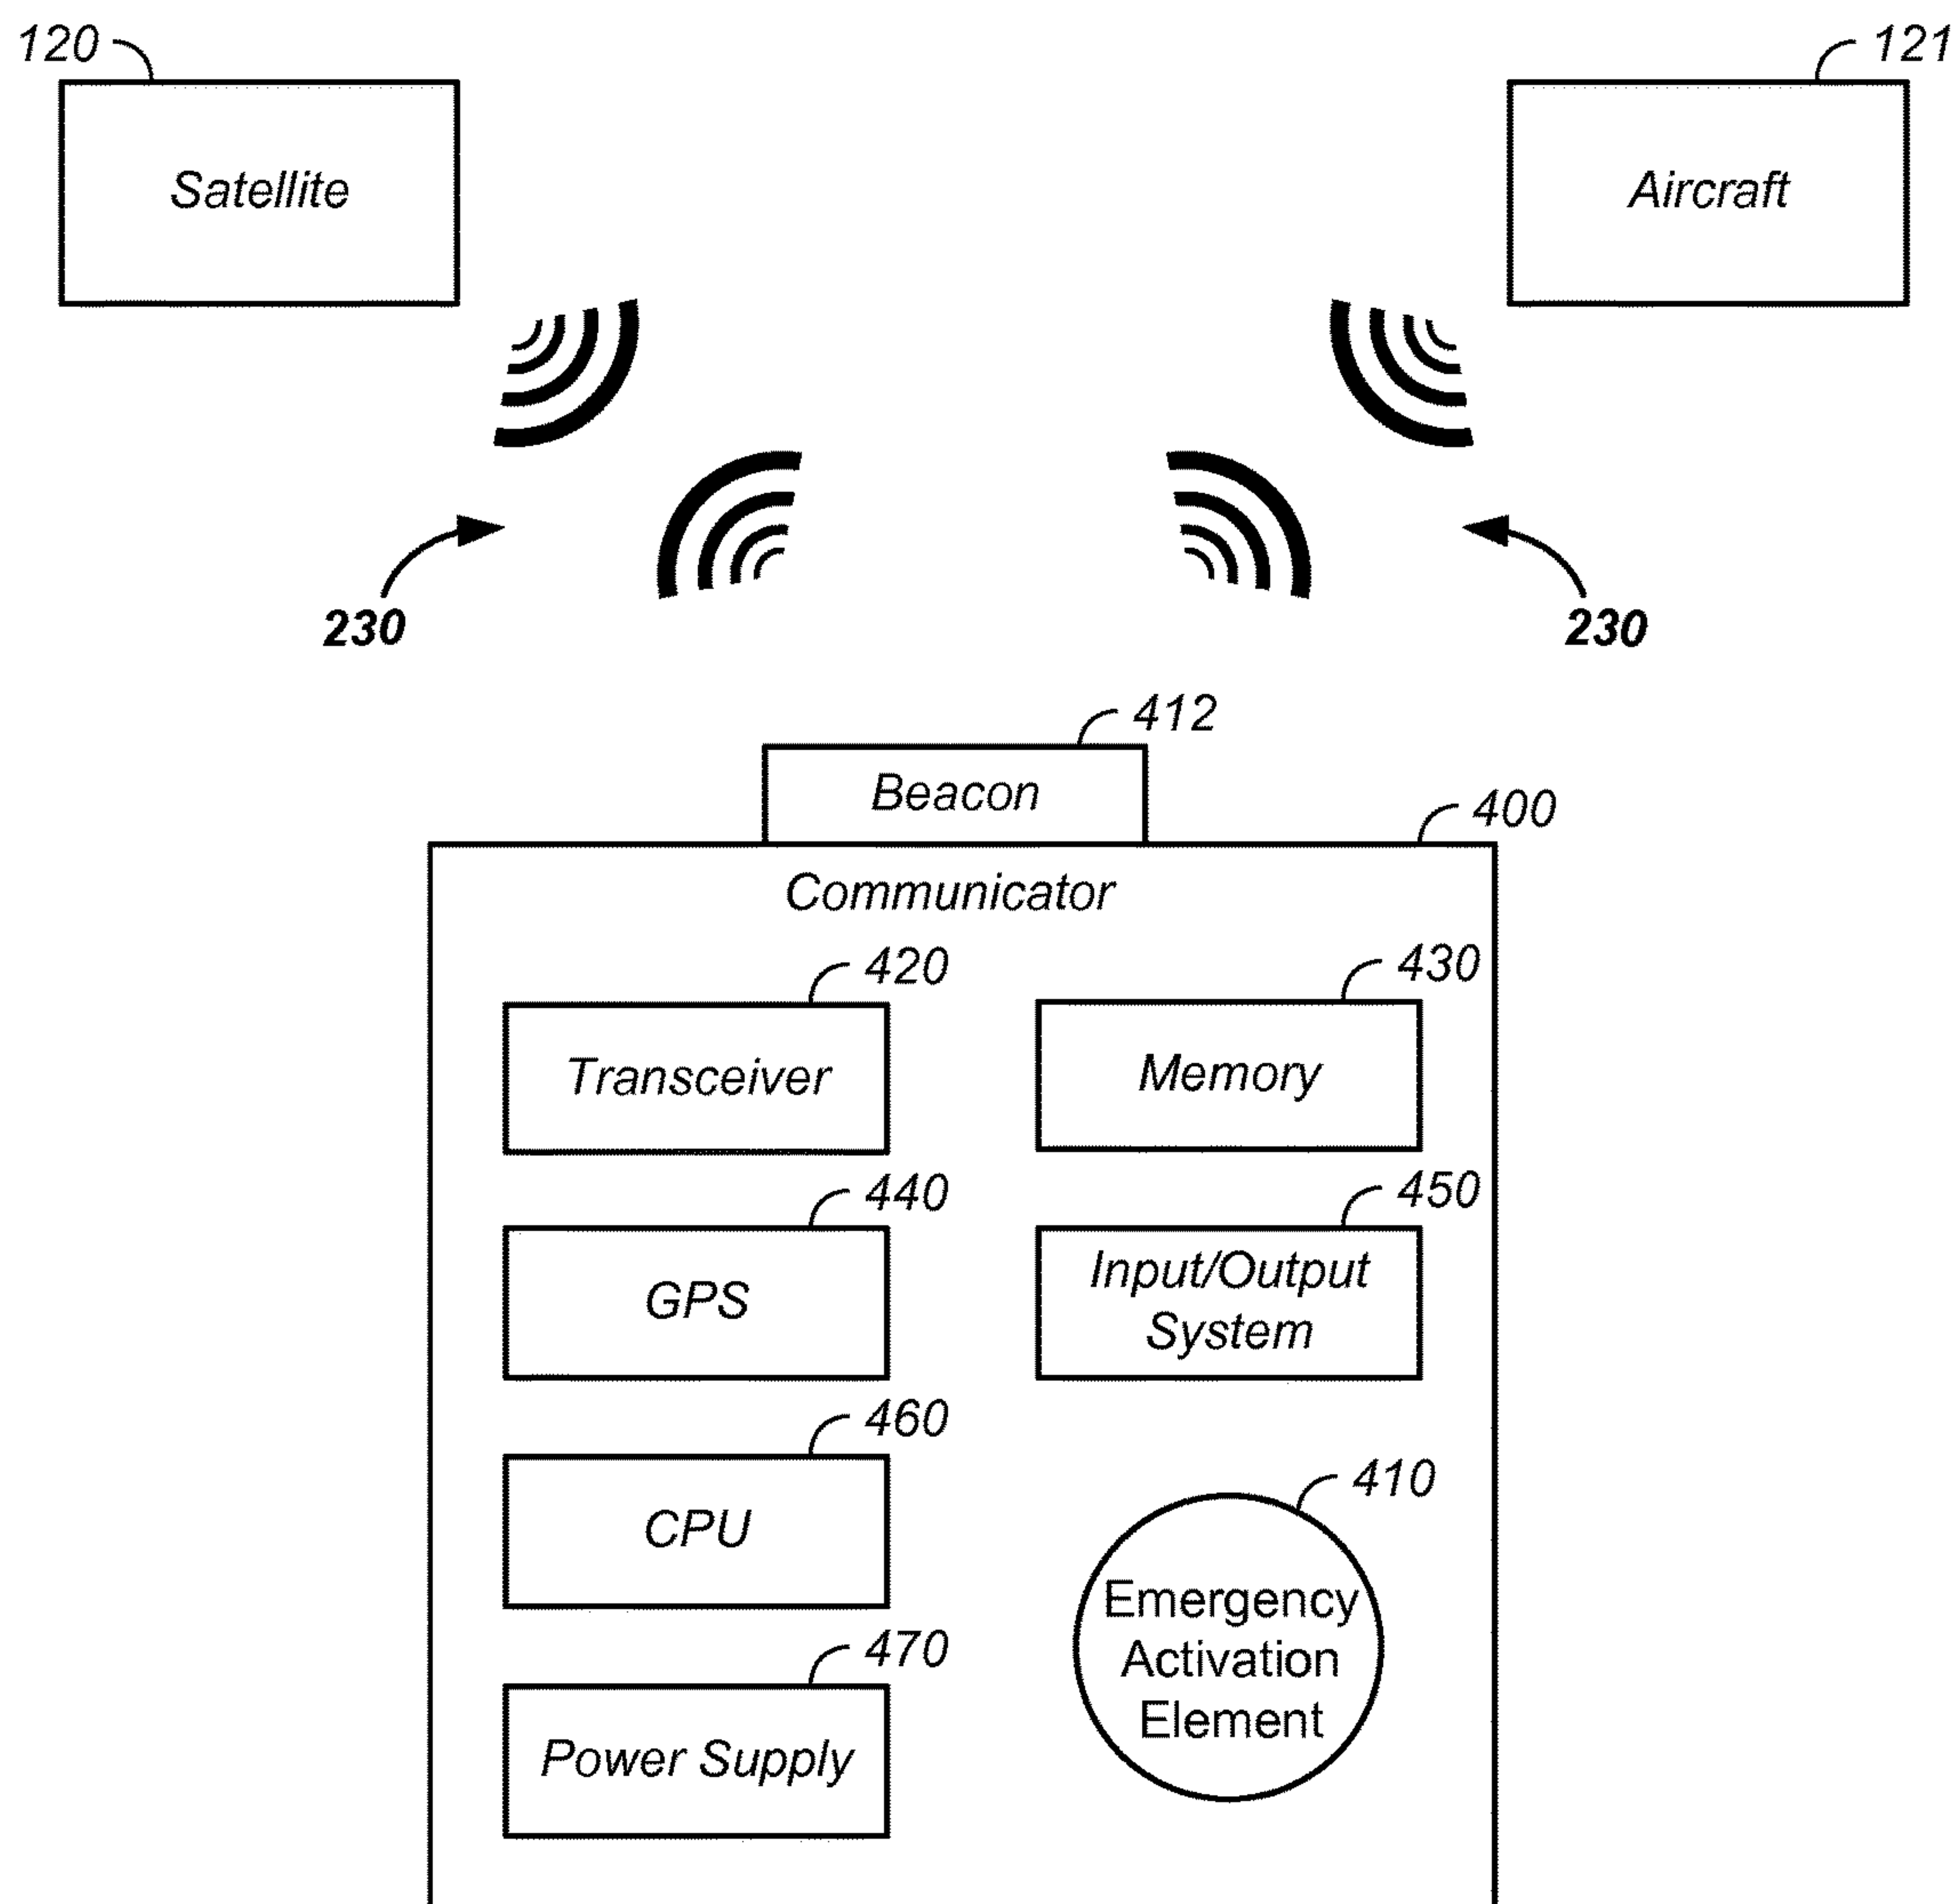 120
121
Satellite
Aircraft
230
230
412
Beacon
400
Communicator
420
430
Transceiver
Memory
440
450
GPS
Input/Output
System
460
CPU
410
Emergency
Activation
Element
470
Power Supply